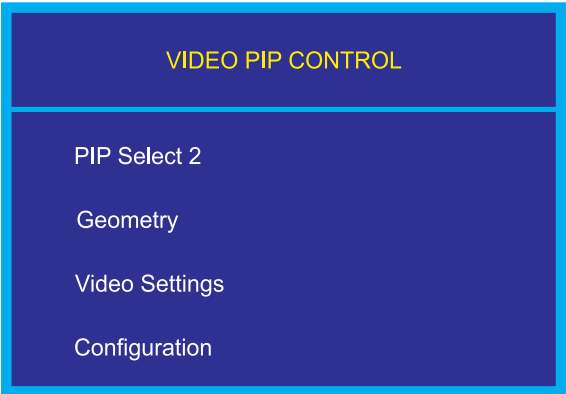 VIDEO PIP CONTROL
PIP Select 2
Geometry
Video Settings
Configuration